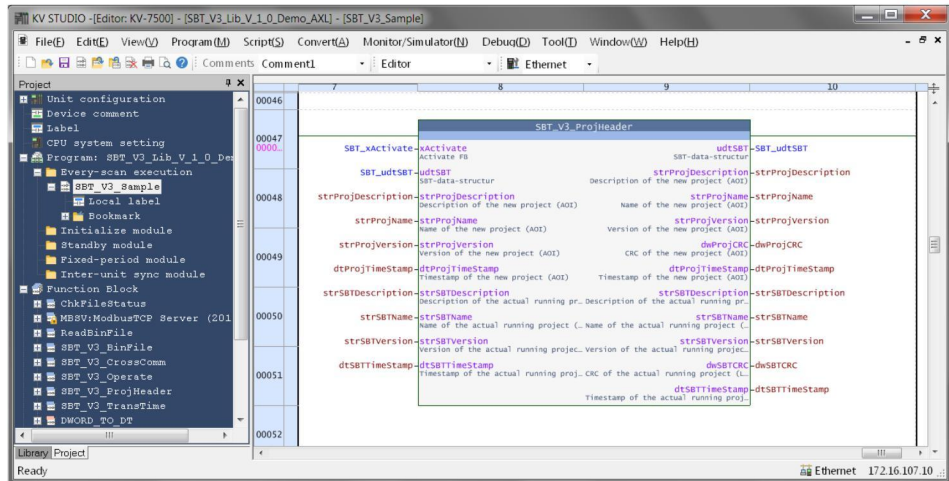 KV STUDIO -[Editor: KV-7500] - [SBT_V3_Lib_V_1_0_Demo_AXL] - [SBT_V3_Sample]
File(F) Edit(E) View(V) Program(M) Script(S) Convert(A) Monitor/Simulator(N) Debug(D) Tool(T) Window(W) Help(H)
Comments Comment1 Editor Ethernet
Project
Unit configuration
Device comment
Label
CPU system setting
Program: SBT_V3_Lib_V_1_0_Der
Every-scan execution
SBT_V3_Sample
Local label
Bookmark
Initialize module
Standby module
Fixed-period module
Inter-unit sync module
Function Block
ChkFileStatus
MBSV:ModbusTCP Server (201
ReadBinFile
SBT_V3_BinFile
SBT_V3_CrossComm
SBT_V3_Operate
SBT_V3_ProjHeader
SBT_V3_TransTime
DWORD_TO_DT
Library Project
7 8 9 10
00046
00047
0000...
00048
00049
00050
00051
00052
SBT_V3_ProjHeader
SBT_xActivate xActivate udtSBT SBT_udtSBT
Activate FB SBT-data-structur
SBT_udtSBT udtSBT strProjDescription strProjDescription
SBT-data-structur Description of the new project (AOI)
strProjDescription strProjDescription strProjName strProjName
Description of the new project (AOI) Name of the new project (AOI)
strProjName strProjName strProjVersion strProjVersion
Name of the new project (AOI) Version of the new project (AOI)
strProjVersion strProjVersion dwProjCRC dwProjCRC
Version of the new project (AOI) CRC of the new project (AOI)
dtProjTimeStamp dtProjTimeStamp dtProjTimeStamp dtProjTimeStamp
Timestamp of the new project (AOI) Timestamp of the new project (AOI)
strSBTDescription strSBTDescription strSBTDescription strSBTDescription
Description of the actual running pr… Description of the actual running pr…
strSBTName strSBTName strSBTName strSBTName
Name of the actual running project (… Name of the actual running project (…
strSBTVersion strSBTVersion strSBTVersion strSBTVersion
Version of the actual running projec… Version of the actual running projec…
dtSBTTimeStamp dtSBTTimeStamp dwSBTCRC dwSBTCRC
Timestamp of the actual running proj… CRC of the actual running project (L…
dtSBTTimeStamp dtSBTTimeStamp
Timestamp of the actual running proj…
Ready Ethernet 172.16.107.10